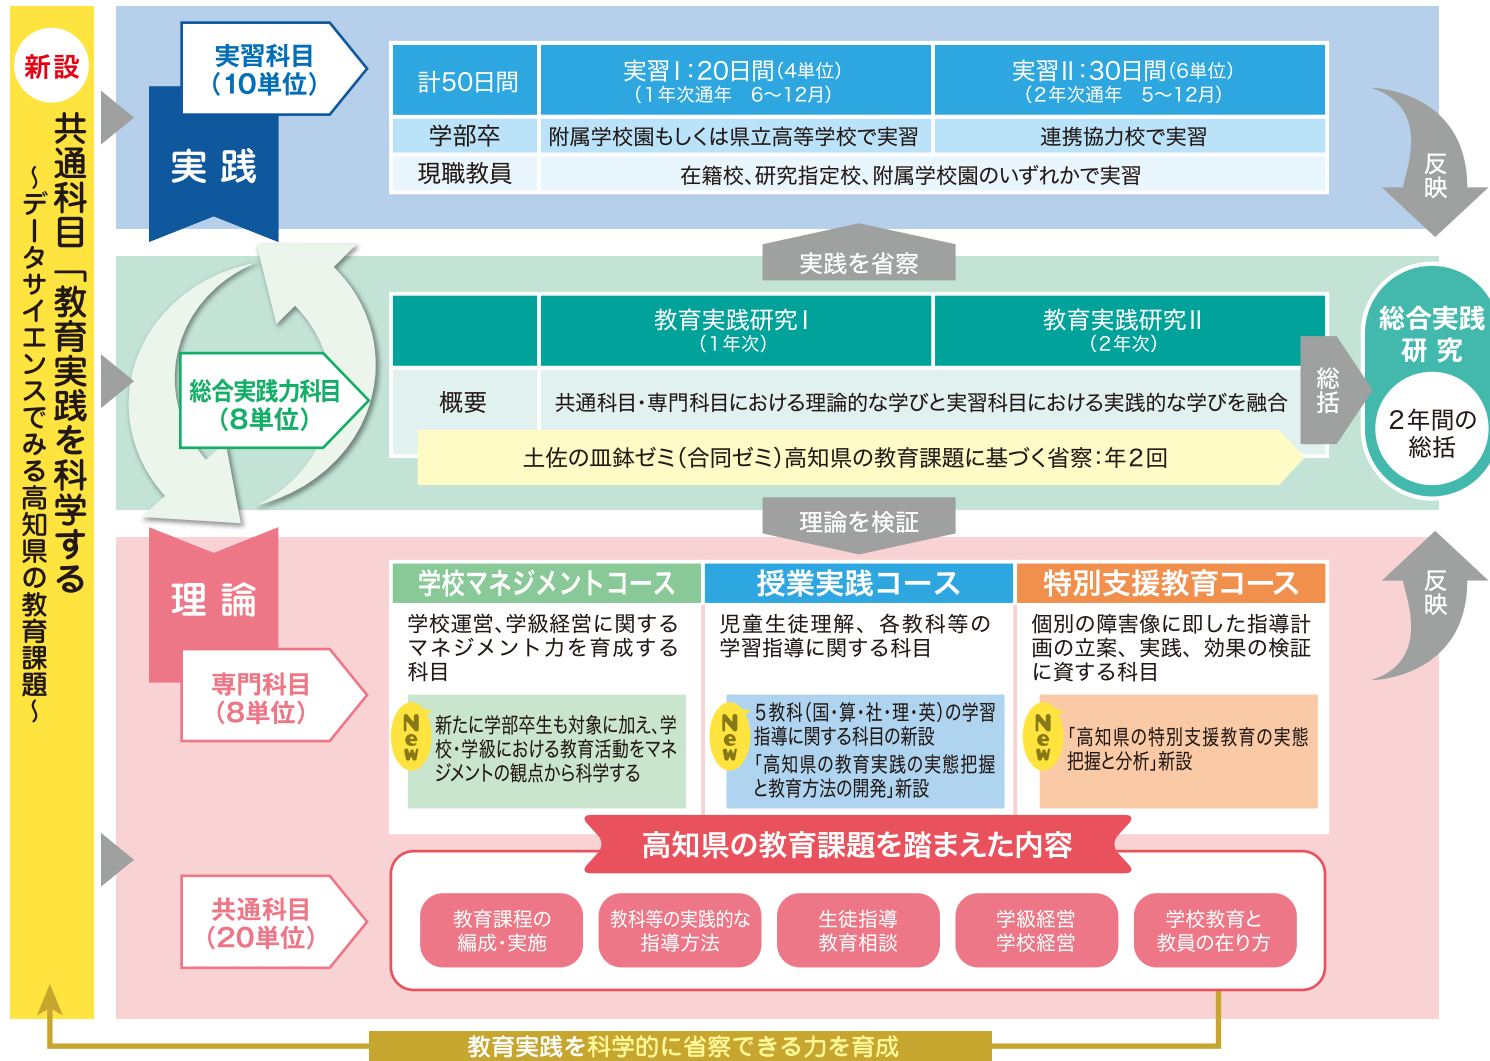 新設
共通科目「教育実践を科学する
～データサイエンスでみる高知県の教育課題～
実習科目
（10単位）
実践
計50日間
実習Ⅰ：20日間（4単位）
（1年次通年　6～12月）
実習Ⅱ：30日間（6単位）
（2年次通年　5～12月）
学部卒
附属学校園もしくは県立高等学校で実習
連携協力校で実習
現職教員
在籍校、研究指定校、附属学校園のいずれかで実習
反映
実践を省察
総合実践力科目
（8単位）
教育実践研究Ⅰ
（1年次）
教育実践研究Ⅱ
（2年次）
概要
共通科目・専門科目における理論的な学びと実習科目における実践的な学びを融合
土佐の皿鉢ゼミ（合同ゼミ）高知県の教育課題に基づく省察：年2回
総括
総合実践
研究
2年間の
総括
理論を検証
理論
専門科目
（8単位）
学校マネジメントコース
学校運営、学級経営に関する
マネジメント力を育成する
科目
New
新たに学部卒生も対象に加え、学
校・学級における教育活動をマネ
ジメントの観点から科学する
授業実践コース
児童生徒理解、各教科等の
学習指導に関する科目
New
5教科（国・算・社・理・英）の学習
指導に関する科目の新設
「高知県の教育実践の実態把握
と教育方法の開発」新設
特別支援教育コース
個別の障害像に即した指導計
画の立案、実践、効果の検証
に資する科目
New
「高知県の特別支援教育の実態
把握と分析」新設
反映
共通科目
（20単位）
高知県の教育課題を踏まえた内容
教育課程の
編成・実施
教科等の実践的な
指導方法
生徒指導
教育相談
学級経営
学校経営
学校教育と
教員の在り方
教育実践を科学的に省察できる力を育成